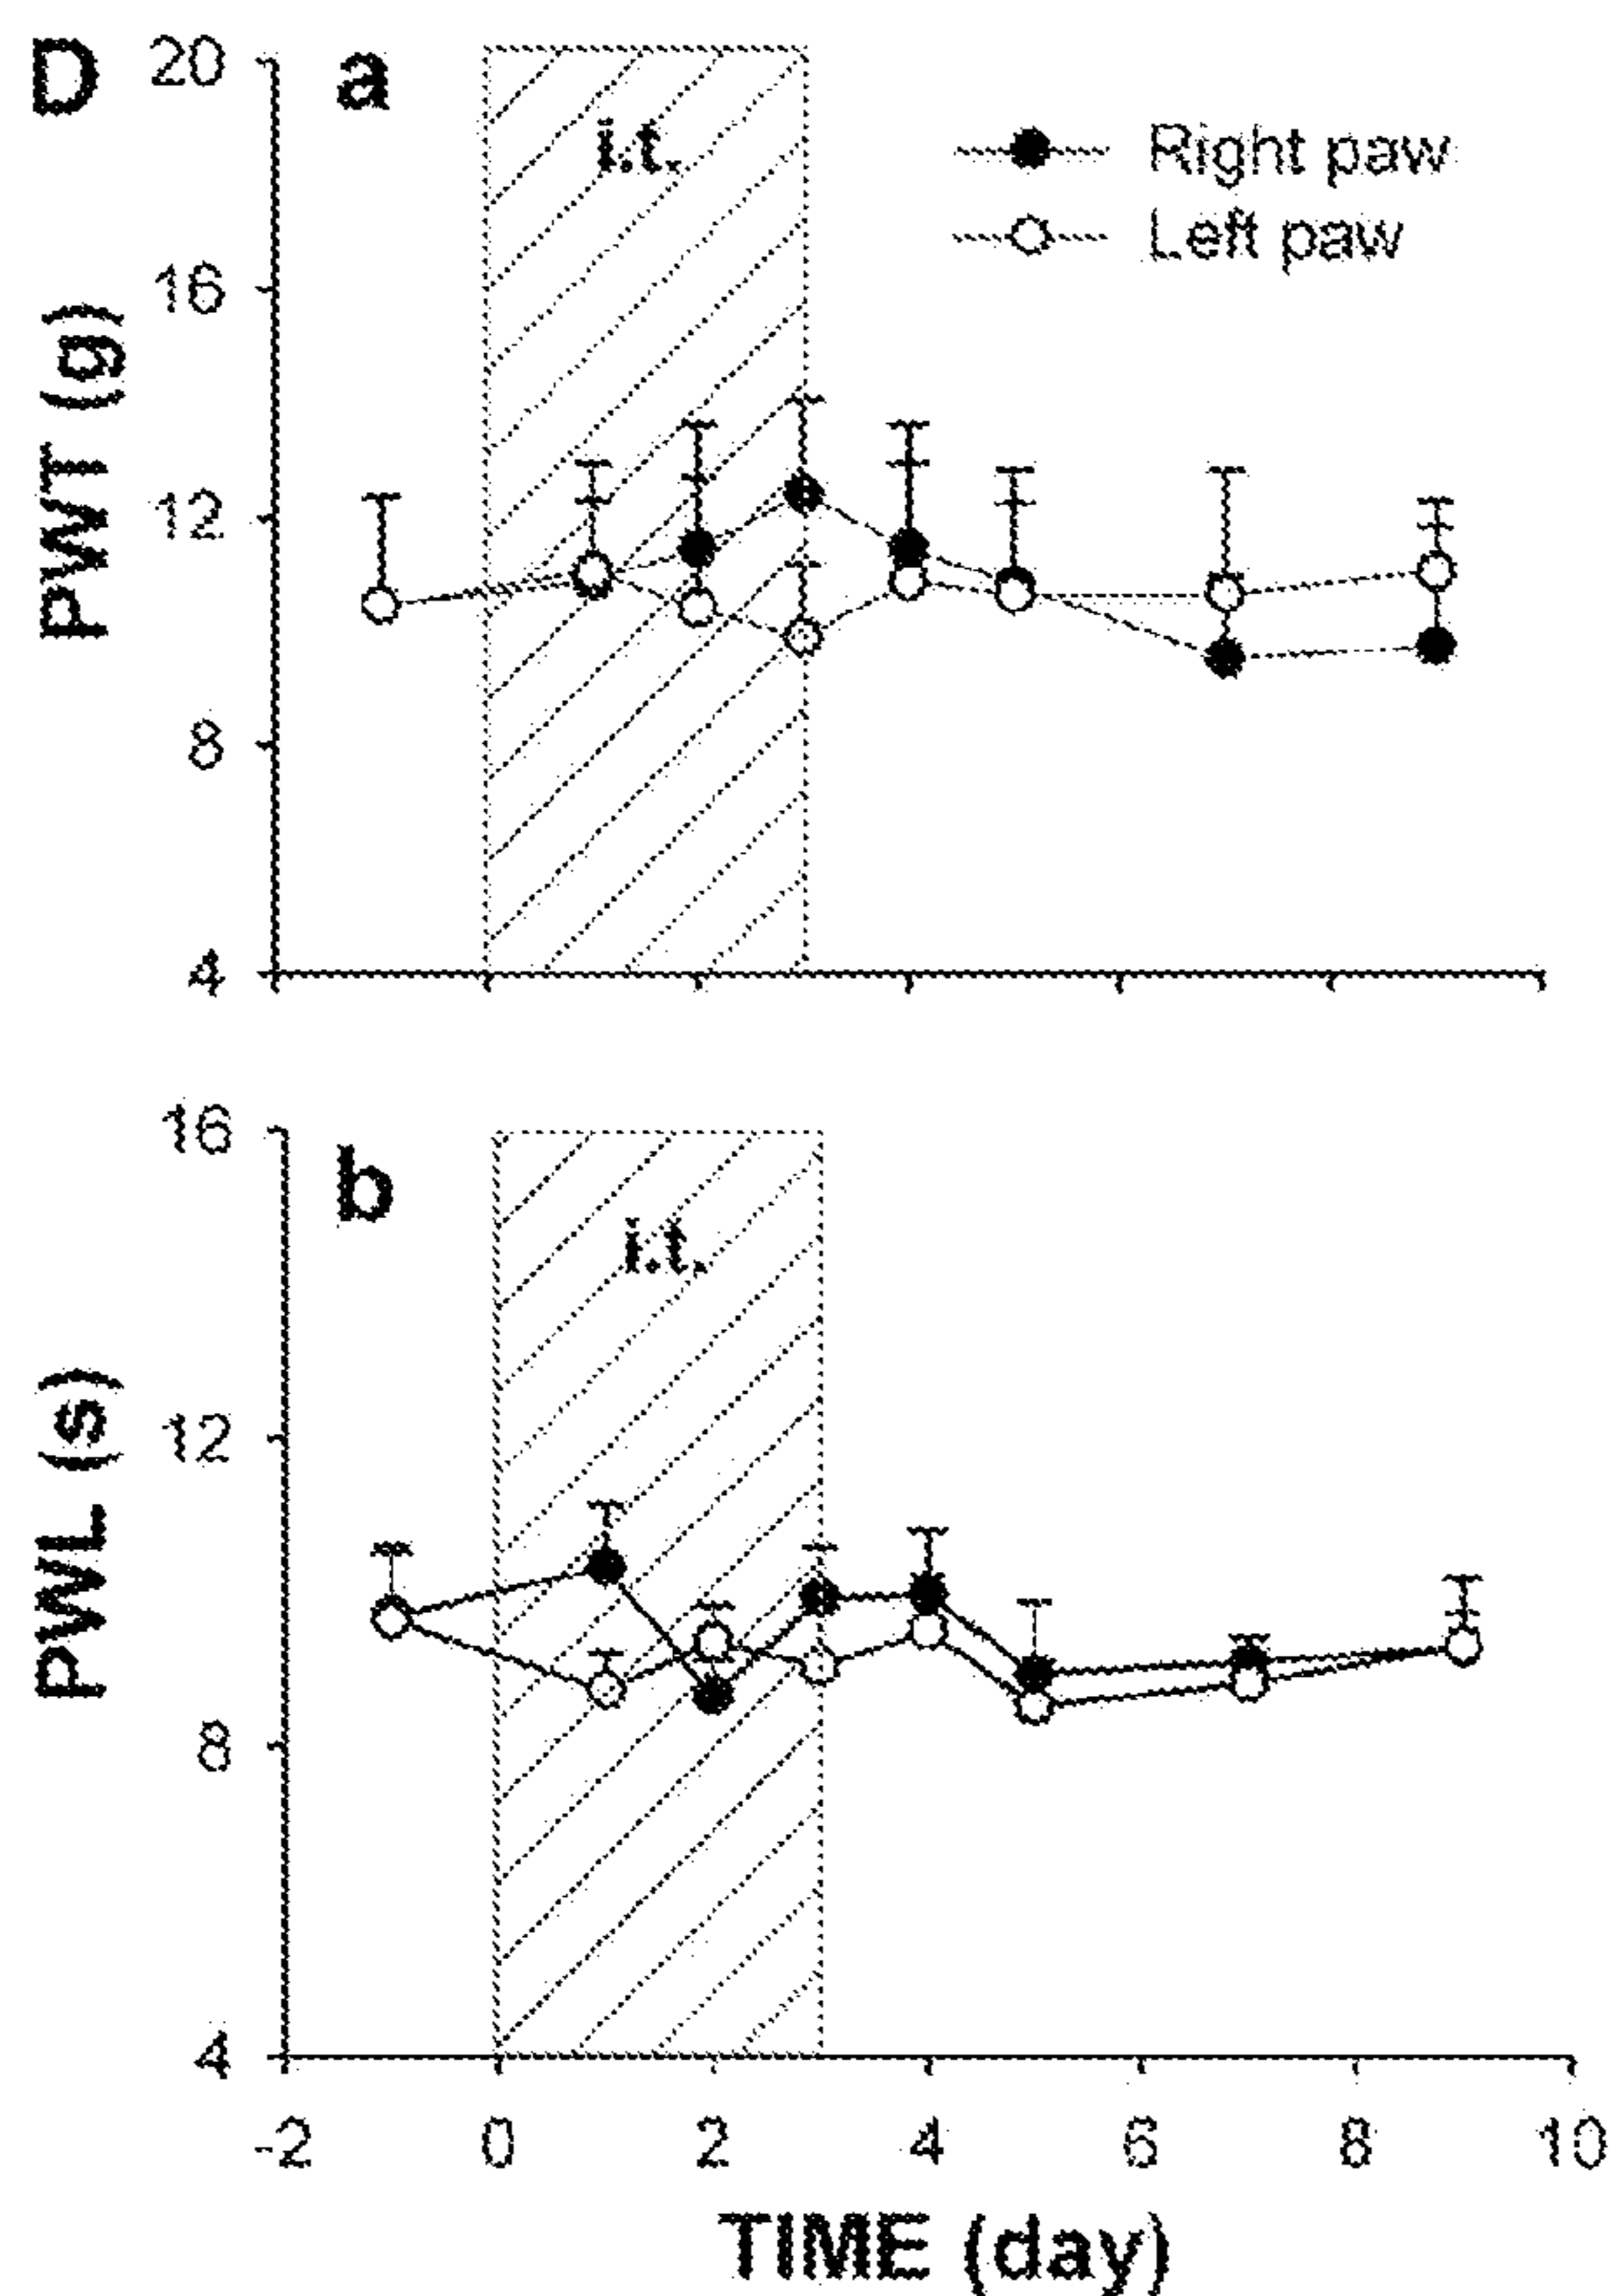 D
a
20
16
12
8
4
PWT (g)
i.t.
Right paw
Left paw
b
16
12
8
4
PWL (s)
i.t.
-2 0 2 4 6 8 10
TIME (day)